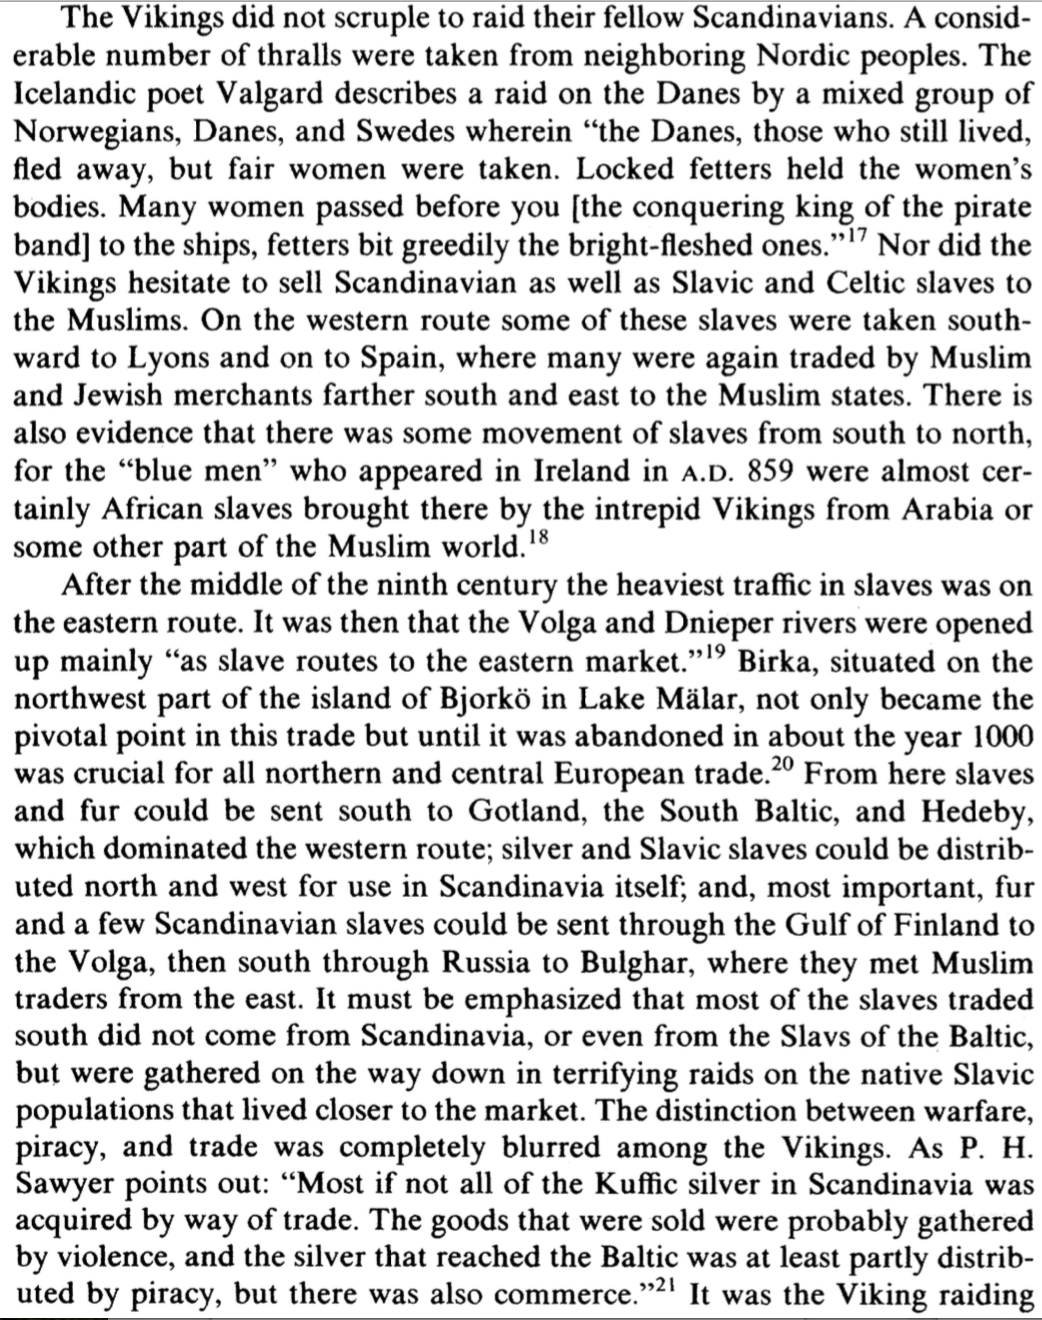 The Vikings did not scruple to raid their fellow Scandinavians. A consid-
erable number of thralls were taken from neighboring Nordic peoples. The
Icelandic poet Valgard describes a raid on the Danes by a mixed group of
Norwegians, Danes, and Swedes wherein “the Danes, those who still lived,
fled away, but fair women were taken. Locked fetters held the women’s
bodies. Many women passed before you [the conquering king of the pirate
band] to the ships, fetters bit greedily the bright-fleshed ones.”17 Nor did the
Vikings hesitate to sell Scandinavian as well as Slavic and Celtic slaves to
the Muslims. On the western route some of these slaves were taken south-
ward to Lyons and on to Spain, where many were again traded by Muslim
and Jewish merchants farther south and east to the Muslim states. There is
also evidence that there was some movement of slaves from south to north,
for the “blue men” who appeared in Ireland in A.D. 859 were almost cer-
tainly African slaves brought there by the intrepid Vikings from Arabia or
some other part of the Muslim world.18
After the middle of the ninth century the heaviest traffic in slaves was on
the eastern route. It was then that the Volga and Dnieper rivers were opened
up mainly “as slave routes to the eastern market.”19 Birka, situated on the
northwest part of the island of Bjorkö in Lake Mälar, not only became the
pivotal point in this trade but until it was abandoned in about the year 1000
was crucial for all northern and central European trade.20 From here slaves
and fur could be sent south to Gotland, the South Baltic, and Hedeby,
which dominated the western route; silver and Slavic slaves could be distrib-
uted north and west for use in Scandinavia itself; and, most important, fur
and a few Scandinavian slaves could be sent through the Gulf of Finland to
the Volga, then south through Russia to Bulghar, where they met Muslim
traders from the east. It must be emphasized that most of the slaves traded
south did not come from Scandinavia, or even from the Slavs of the Baltic,
but were gathered on the way down in terrifying raids on the native Slavic
populations that lived closer to the market. The distinction between warfare,
piracy, and trade was completely blurred among the Vikings. As P. H.
Sawyer points out: “Most if not all of the Kuffic silver in Scandinavia was
acquired by way of trade. The goods that were sold were probably gathered
by violence, and the silver that reached the Baltic was at least partly distrib-
uted by piracy, but there was also commerce.”21 It was the Viking raiding